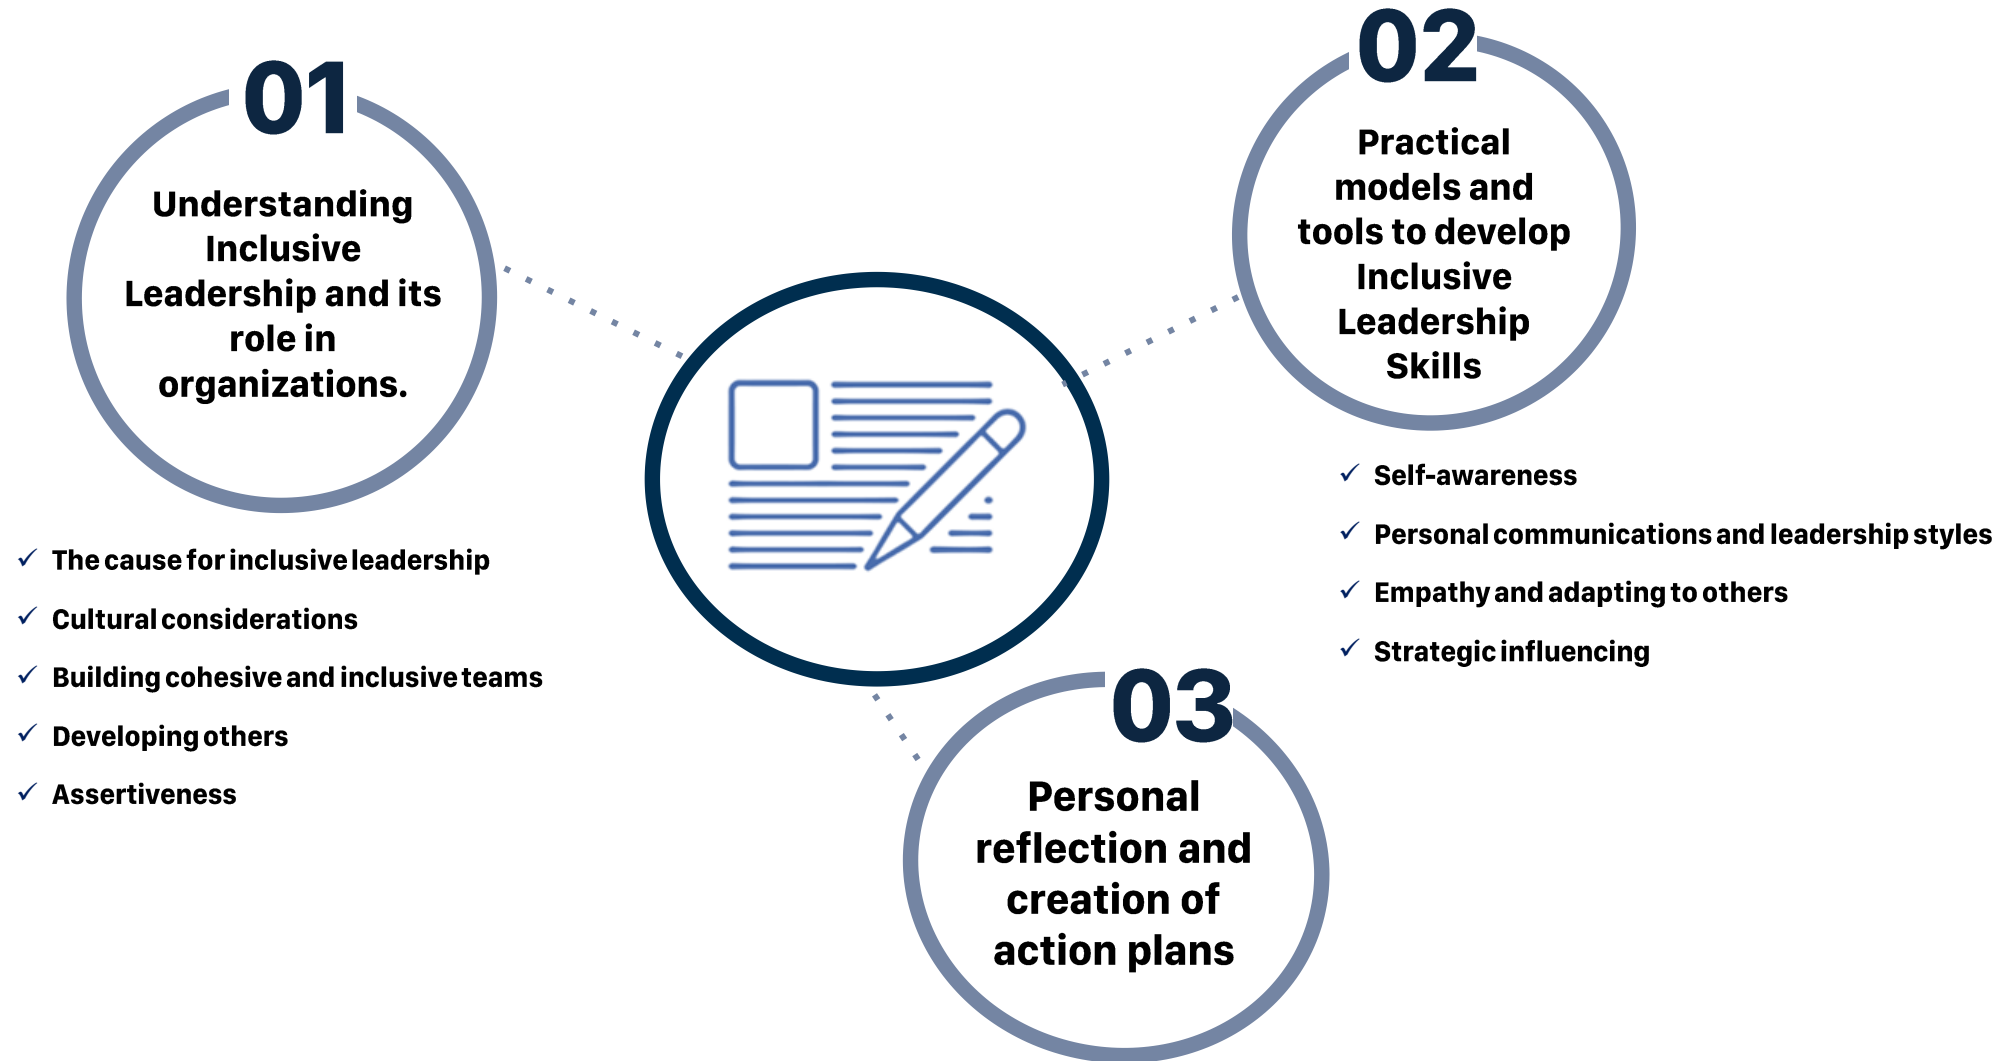 01
Understanding
Inclusive
Leadership and its
role in
organizations.
The cause for inclusive leadership
Cultural considerations
Building cohesive and inclusive teams
Developing others
Assertiveness
02
Practical
models and
tools to develop
Inclusive
Leadership
Skills
Self-awareness
Personal communications and leadership styles
Empathy and adapting to others
Strategic influencing
03
Personal
reflection and
creation of
action plans